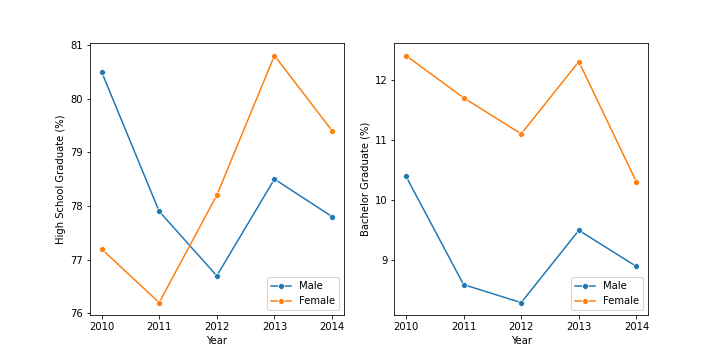 High School Graduate (%)
81
80
79
78
77
76
2010 2011 2012 2013 2014
Year
Male
Female
Bachelor Graduate (%)
12
11
10
9
2010 2011 2012 2013 2014
Year
Male
Female